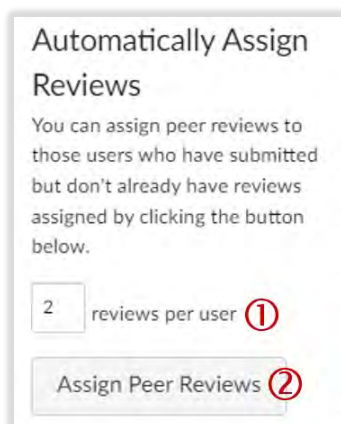 Automatically Assign
Reviews
You can assign peer reviews to
those users who have submitted
but don't already have reviews
assigned by clicking the button
below.
2 reviews per user ①
Assign Peer Reviews ②